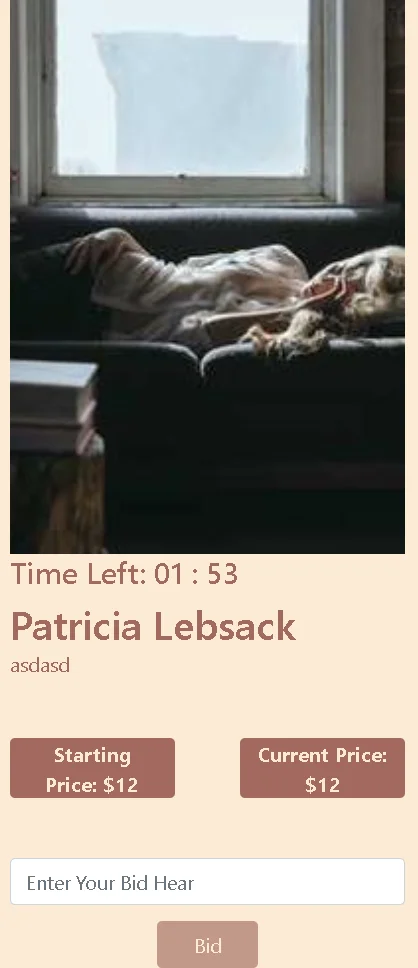 Time Left: 01 : 53
Patricia Lebsack
asdasd
Starting
Price: $12
Current Price:
$12
Enter Your Bid Hear
Bid